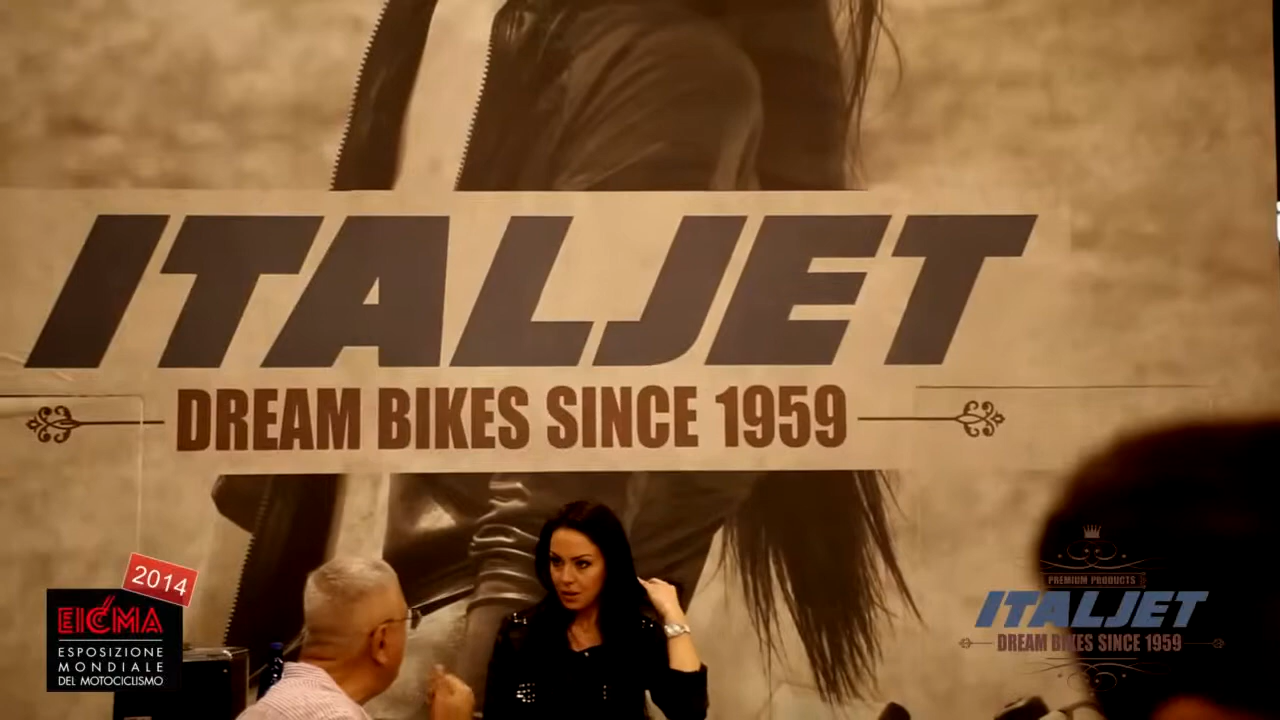 ITALJET
DREAM BIKES SINCE 1959
2014
EICMA
ESPOSIZIONE
MONDIALE
DEL MOTOCICLISMO
PREMIUM PRODUCTS
ITALJET
DREAM BIKES SINCE 1959